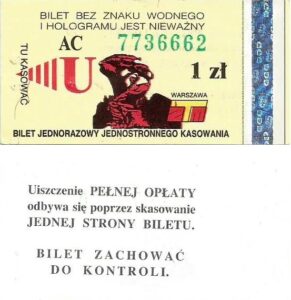 BILET BEZ ZNAKU WODNEGO
I HOLOGRAMU JEST NIEWAŻNY
TU KASOWAĆ
AC 7736662
U
1 zł
WARSZAWA
BILET JEDNORAZOWY JEDNOSTRONNEGO KASOWANIA
Uiszczenie PEŁNEJ OPŁATY
odbywa się poprzez skasowanie
JEDNEJ STRONY BILETU.
BILET ZACHOWAĆ
DO KONTROLI.